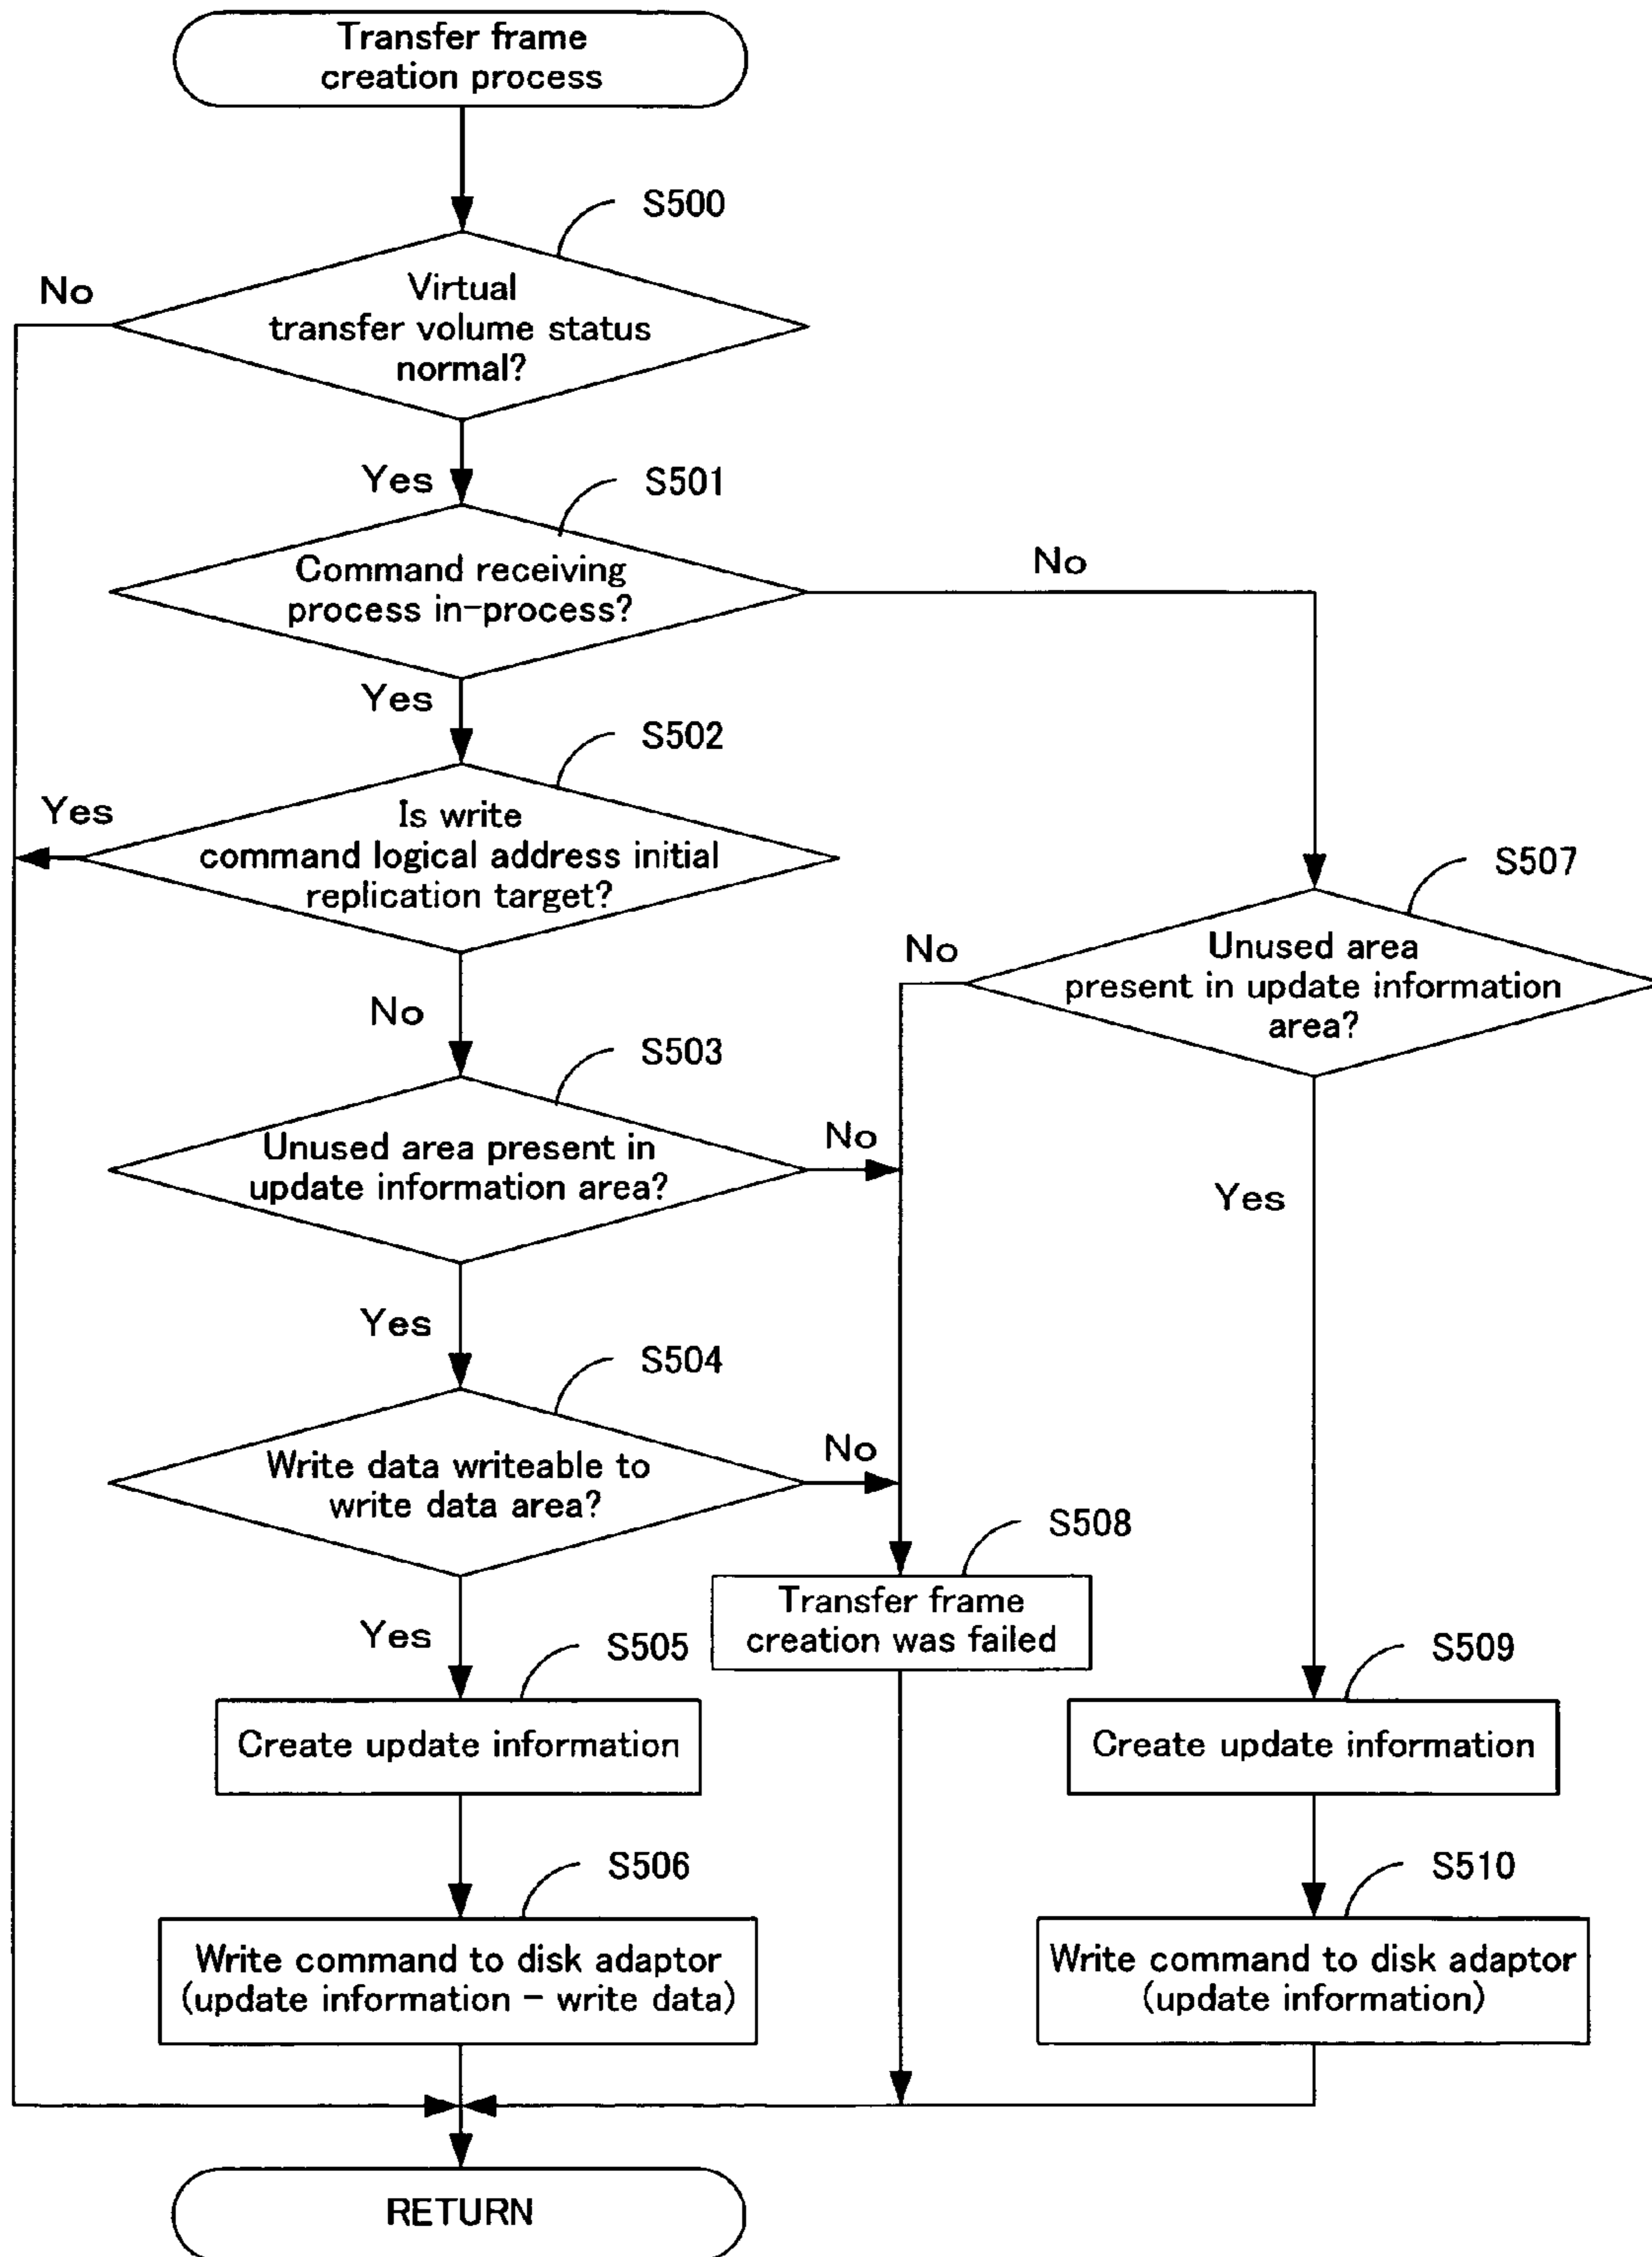 Transfer frame
creation process
S500
No
Virtual
transfer volume status
normal?
Yes
S501
Command receiving
process in-process?
No
Yes
S502
Yes
Is write
command logical address initial
replication target?
No
S507
No
Unused area
present in update information
area?
S503
Unused area present in
update information area?
No
Yes
Yes
S504
Write data writeable to
write data area?
No
S508
Transfer frame
creation was failed
Yes
S505
Create update information
S509
Create update information
S506
Write command to disk adaptor
(update information - write data)
S510
Write command to disk adaptor
(update information)
RETURN